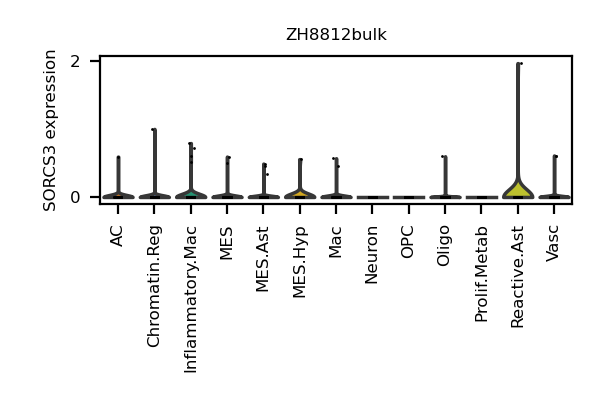 ZH8812bulk
SORCS3 expression
2
0
AC
Chromatin.Reg
Inflammatory.Mac
MES
MES.Ast
MES.Hyp
Mac
Neuron
OPC
Oligo
Prolif.Metab
Reactive.Ast
Vasc